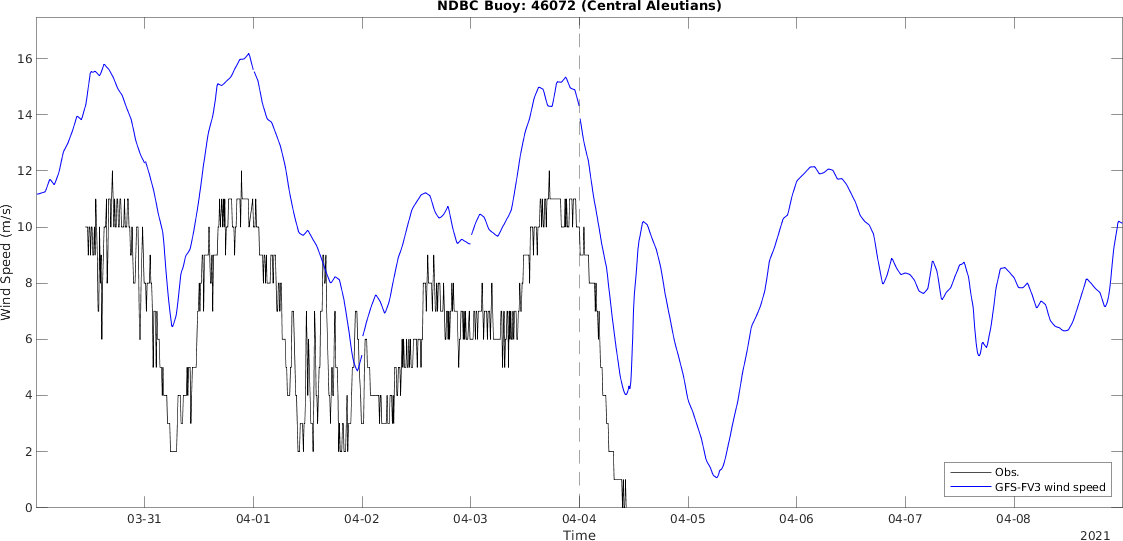 NDBC Buoy: 46072 (Central Aleutians)
Wind Speed (m/s)
16
14
12
10
8
6
4
2
0
Obs.
GFS-FV3 wind speed
03-31 04-01 04-02 04-03 04-04 04-05 04-06 04-07 04-08
Time
2021